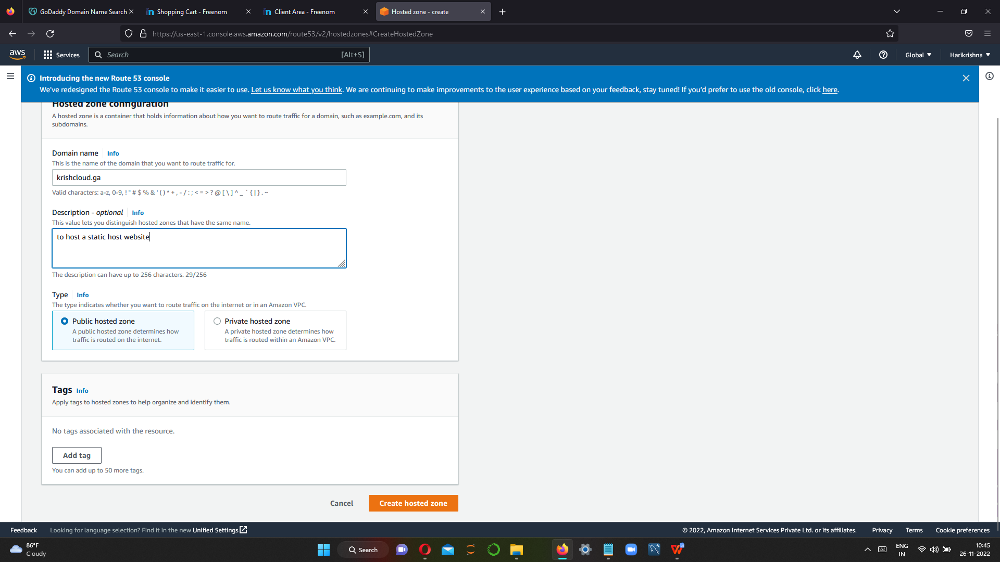 GoDaddy Domain Name Search
Shopping Cart - Freenom
Client Area - Freenom
Hosted zone - create
https://us-east-1.console.aws.amazon.com/route53/v2/hostedzones#CreateHostedZone
aws
Services
Search
[Alt+S]
Global
Harikrishna
Introducing the new Route 53 console
We've redesigned the Route 53 console to make it easier to use. Let us know what you think. We are continuing to make improvements to the user experience based on your feedback, stay tuned! If you'd prefer to use the old console, click here.
Hosted zone configuration
A hosted zone is a container that holds information about how you want to route traffic for a domain, such as example.com, and its
subdomains.
Domain name Info
This is the name of the domain that you want to route traffic for.
krishcloud.ga
Valid characters: a-z, 0-9, ! " # $ % & ' ( ) * + , - / : ; < = > ? @ [ \ ] ^ _ ` { | } . ~
Description - optional Info
This value lets you distinguish hosted zones that have the same name.
to host a static host website
The description can have up to 256 characters. 29/256
Type Info
The type indicates whether you want to route traffic on the internet or in an Amazon VPC.
Public hosted zone
A public hosted zone determines how
traffic is routed on the internet.
Private hosted zone
A private hosted zone determines how
traffic is routed within an Amazon VPC.
Tags Info
Apply tags to hosted zones to help organize and identify them.
No tags associated with the resource.
Add tag
You can add up to 50 more tags.
Cancel
Create hosted zone
Feedback
Looking for language selection? Find it in the new Unified Settings
© 2022, Amazon Internet Services Private Ltd. or its affiliates.
Privacy
Terms
Cookie preferences
86°F
Cloudy
Search
ENG
IN
10:45
26-11-2022